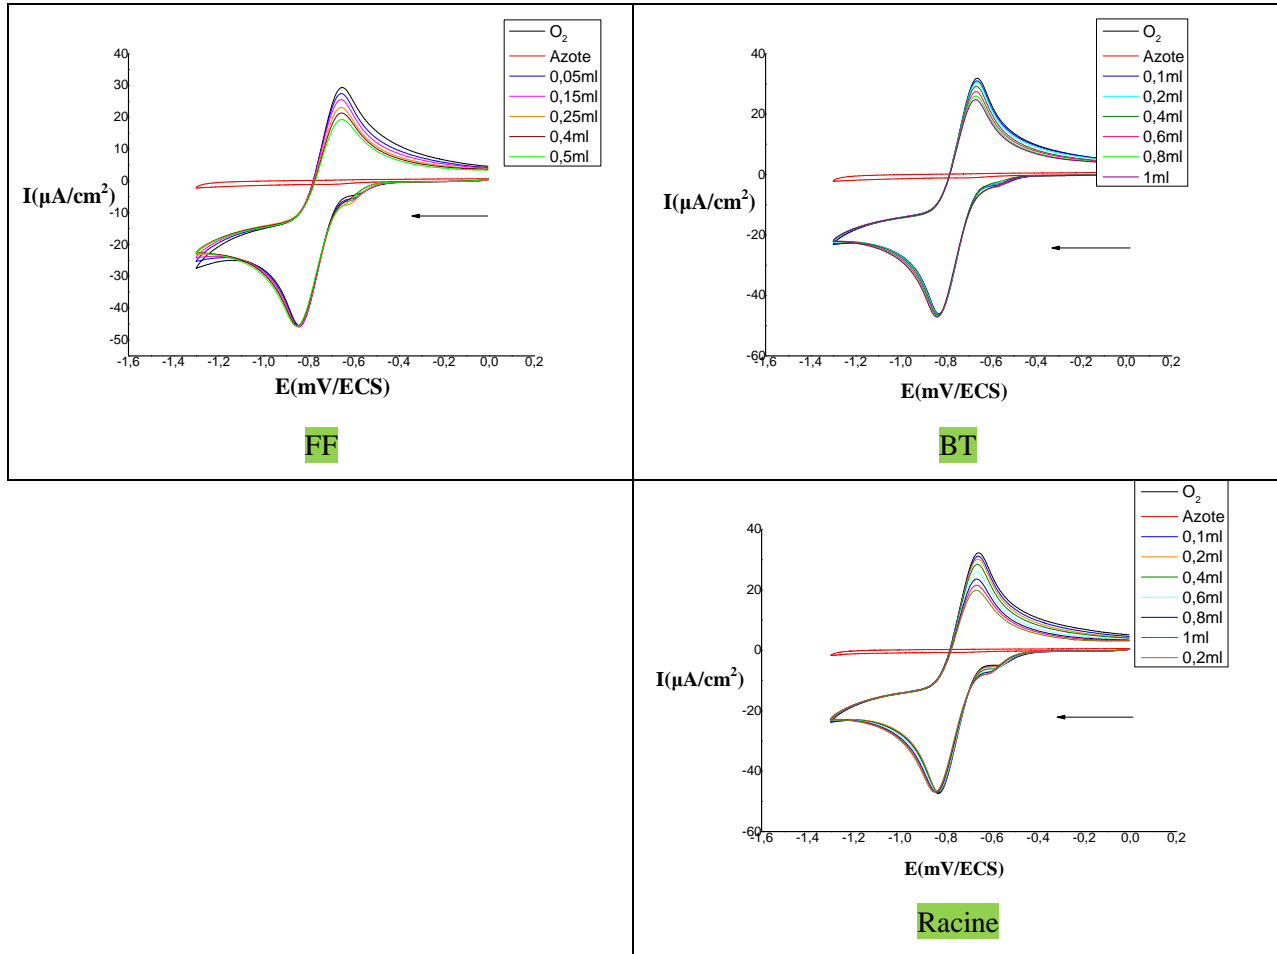 O2
Azote
0,05ml
0,15ml
0,25ml
0,4ml
0,5ml
40
30
20
10
0
-10
-20
-30
-40
-50
I(µA/cm2)
-1,6 -1,4 -1,2 -1,0 -0,8 -0,6 -0,4 -0,2 0,0 0,2
E(mV/ECS)
FF
O2
Azote
0,1ml
0,2ml
0,4ml
0,6ml
0,8ml
1ml
40
20
0
-20
-40
-60
I(µA/cm2)
-1,6 -1,4 -1,2 -1,0 -0,8 -0,6 -0,4 -0,2 0,0 0,2
E(mV/ECS)
BT
O2
Azote
0,1ml
0,2ml
0,4ml
0,6ml
0,8ml
1ml
0,2ml
40
20
0
-20
-40
-60
I(µA/cm2)
-1,6 -1,4 -1,2 -1,0 -0,8 -0,6 -0,4 -0,2 0,0 0,2
E(mV/ECS)
Racine